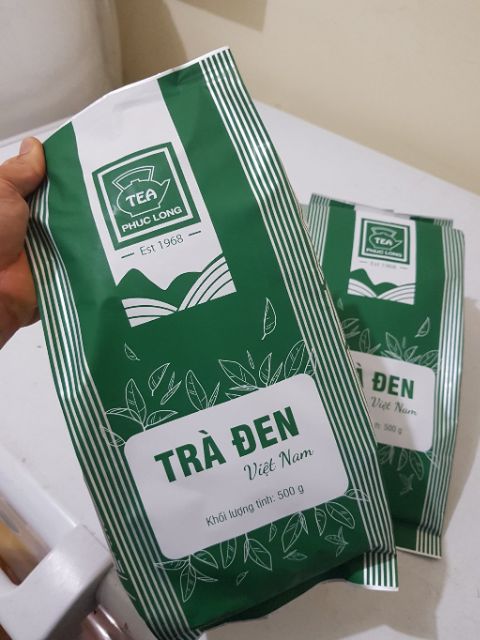 TEA
PHUC LONG
Est 1968
TRÀ ĐEN
Việt Nam
Khối lượng tịnh: 500 g
TEA
PHUC LONG
Est 1968
À ĐEN
Việt Nam
h: 500 g